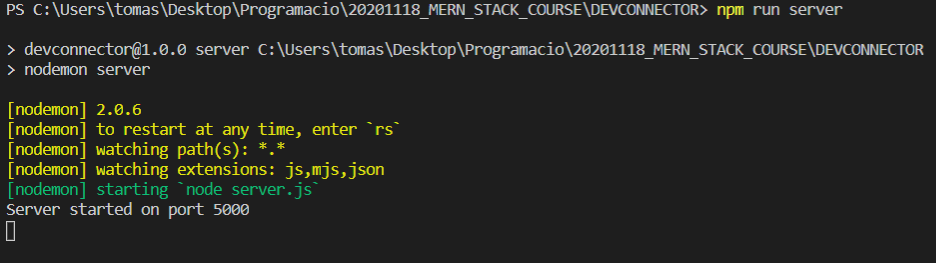 PS C:\Users\tomas\Desktop\Programacio\20201118_MERN_STACK_COURSE\DEVCONNECTOR> npm run server
> devconnector@1.0.0 server C:\Users\tomas\Desktop\Programacio\20201118_MERN_STACK_COURSE\DEVCONNECTOR
> nodemon server
[nodemon] 2.0.6
[nodemon] to restart at any time, enter `rs`
[nodemon] watching path(s): *.*
[nodemon] watching extensions: js,mjs,json
[nodemon] starting `node server.js`
Server started on port 5000